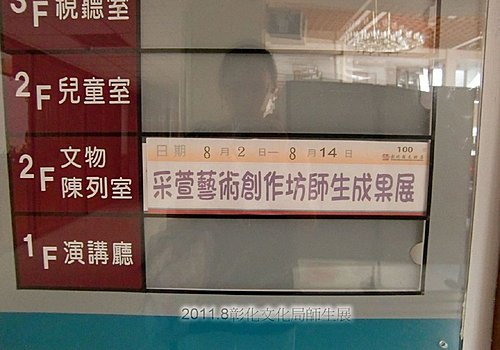 3F 視聽室
2F 兒童室
2F 文物陳列室
日期 8月2日—8月14日 100
采萱藝術創作坊師生成果展
1F 演講廳
2011.8彰化文化局師生展